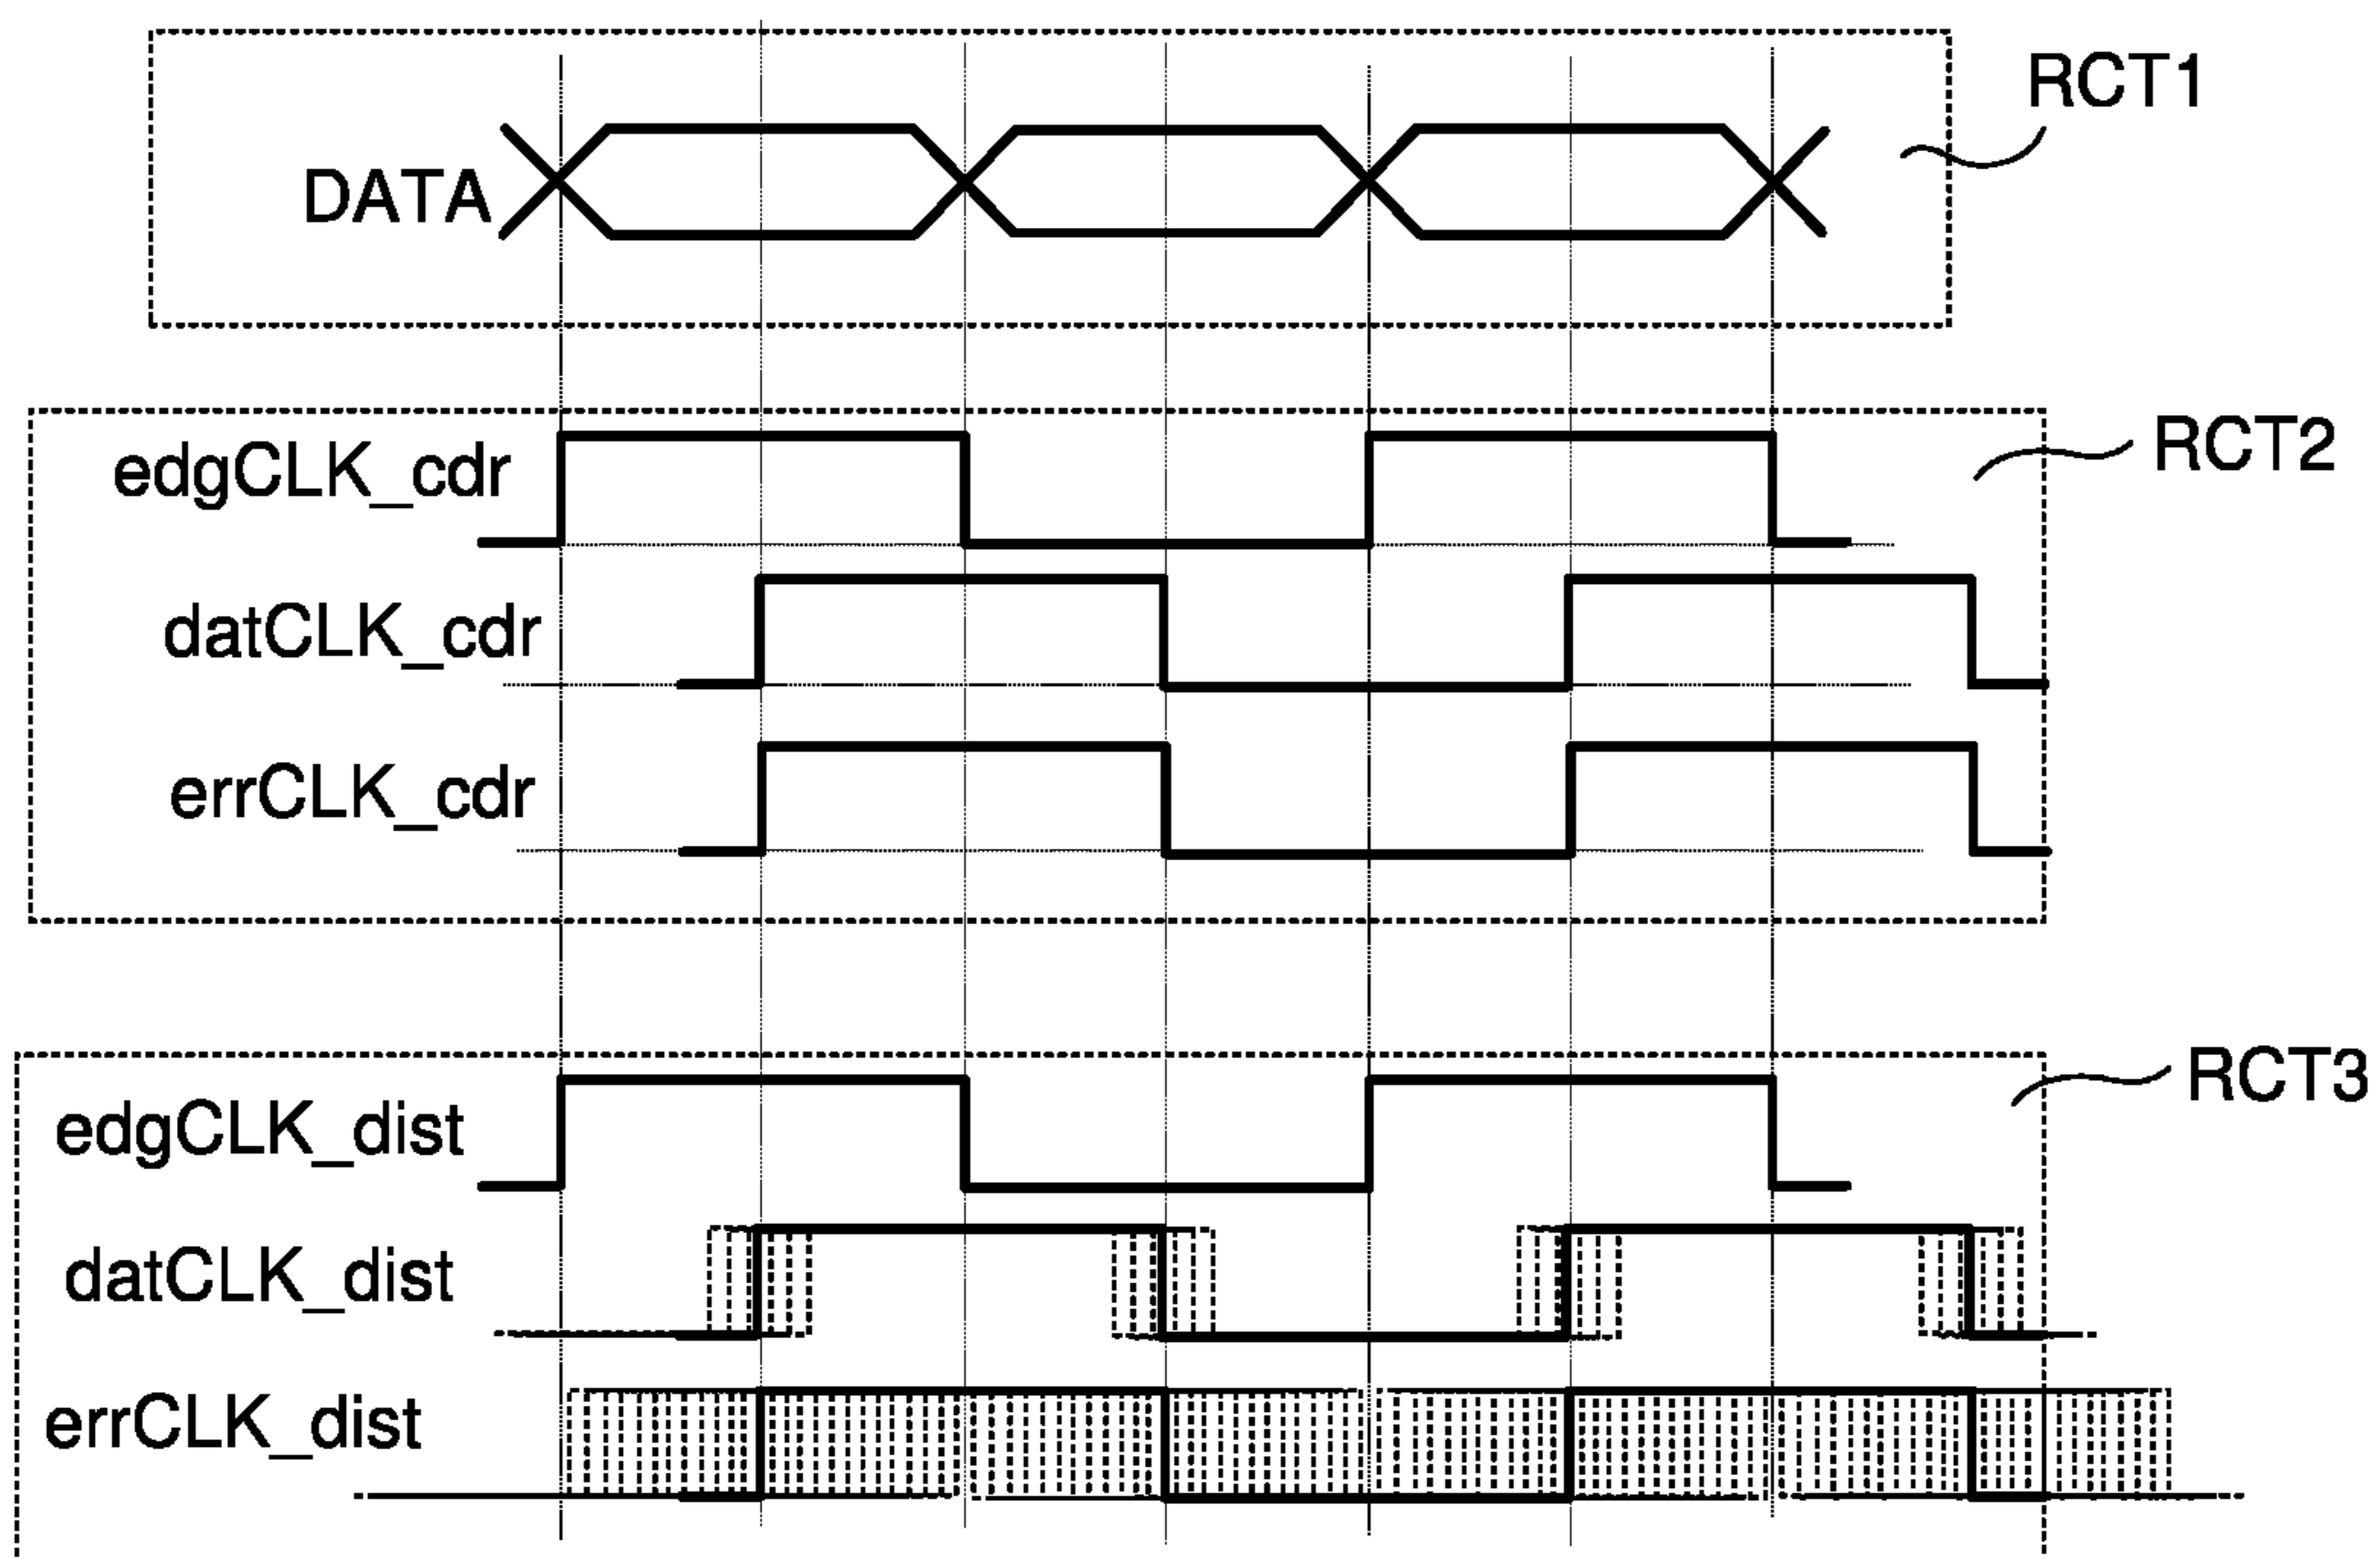 RCT1
DATA
RCT2
edgCLK_cdr
datCLK_cdr
errCLK_cdr
RCT3
edgCLK_dist
datCLK_dist
errCLK_dist